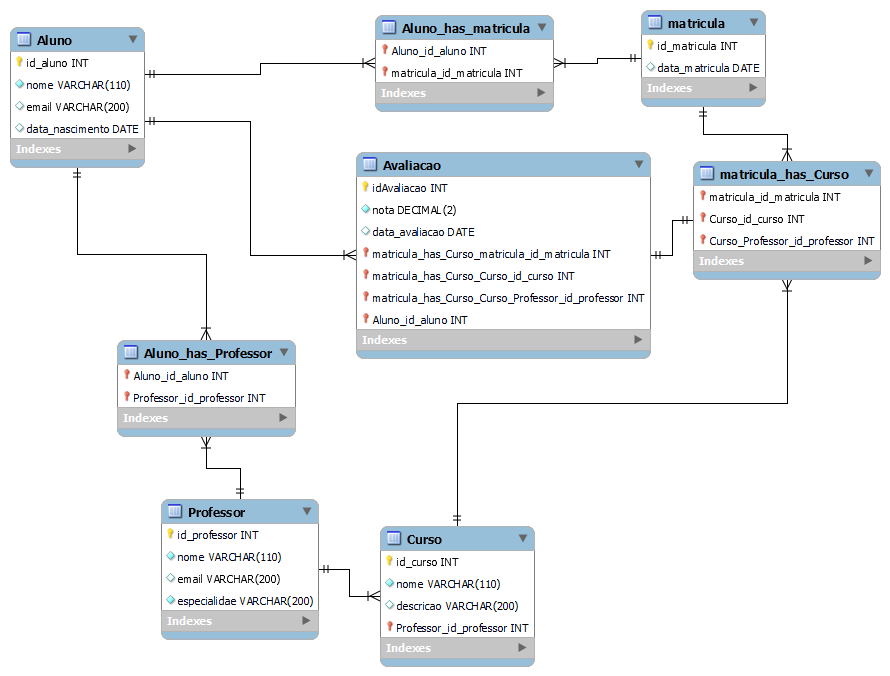 Aluno
id_aluno INT
nome VARCHAR(110)
email VARCHAR(200)
data_nascimento DATE
Indexes
Aluno_has_matricula
Aluno_id_aluno INT
matricula_id_matricula INT
Indexes
matricula
id_matricula INT
data_matricula DATE
Indexes
Avaliacao
idAvaliacao INT
nota DECIMAL(2)
data_avaliacao DATE
matricula_has_Curso_matricula_id_matricula INT
matricula_has_Curso_Curso_id_curso INT
matricula_has_Curso_Curso_Professor_id_professor INT
Aluno_id_aluno INT
Indexes
matricula_has_Curso
matricula_id_matricula INT
Curso_id_curso INT
Curso_Professor_id_professor INT
Indexes
Aluno_has_Professor
Aluno_id_aluno INT
Professor_id_professor INT
Indexes
Professor
id_professor INT
nome VARCHAR(110)
email VARCHAR(200)
especialidae VARCHAR(200)
Indexes
Curso
id_curso INT
nome VARCHAR(110)
descricao VARCHAR(200)
Professor_id_professor INT
Indexes